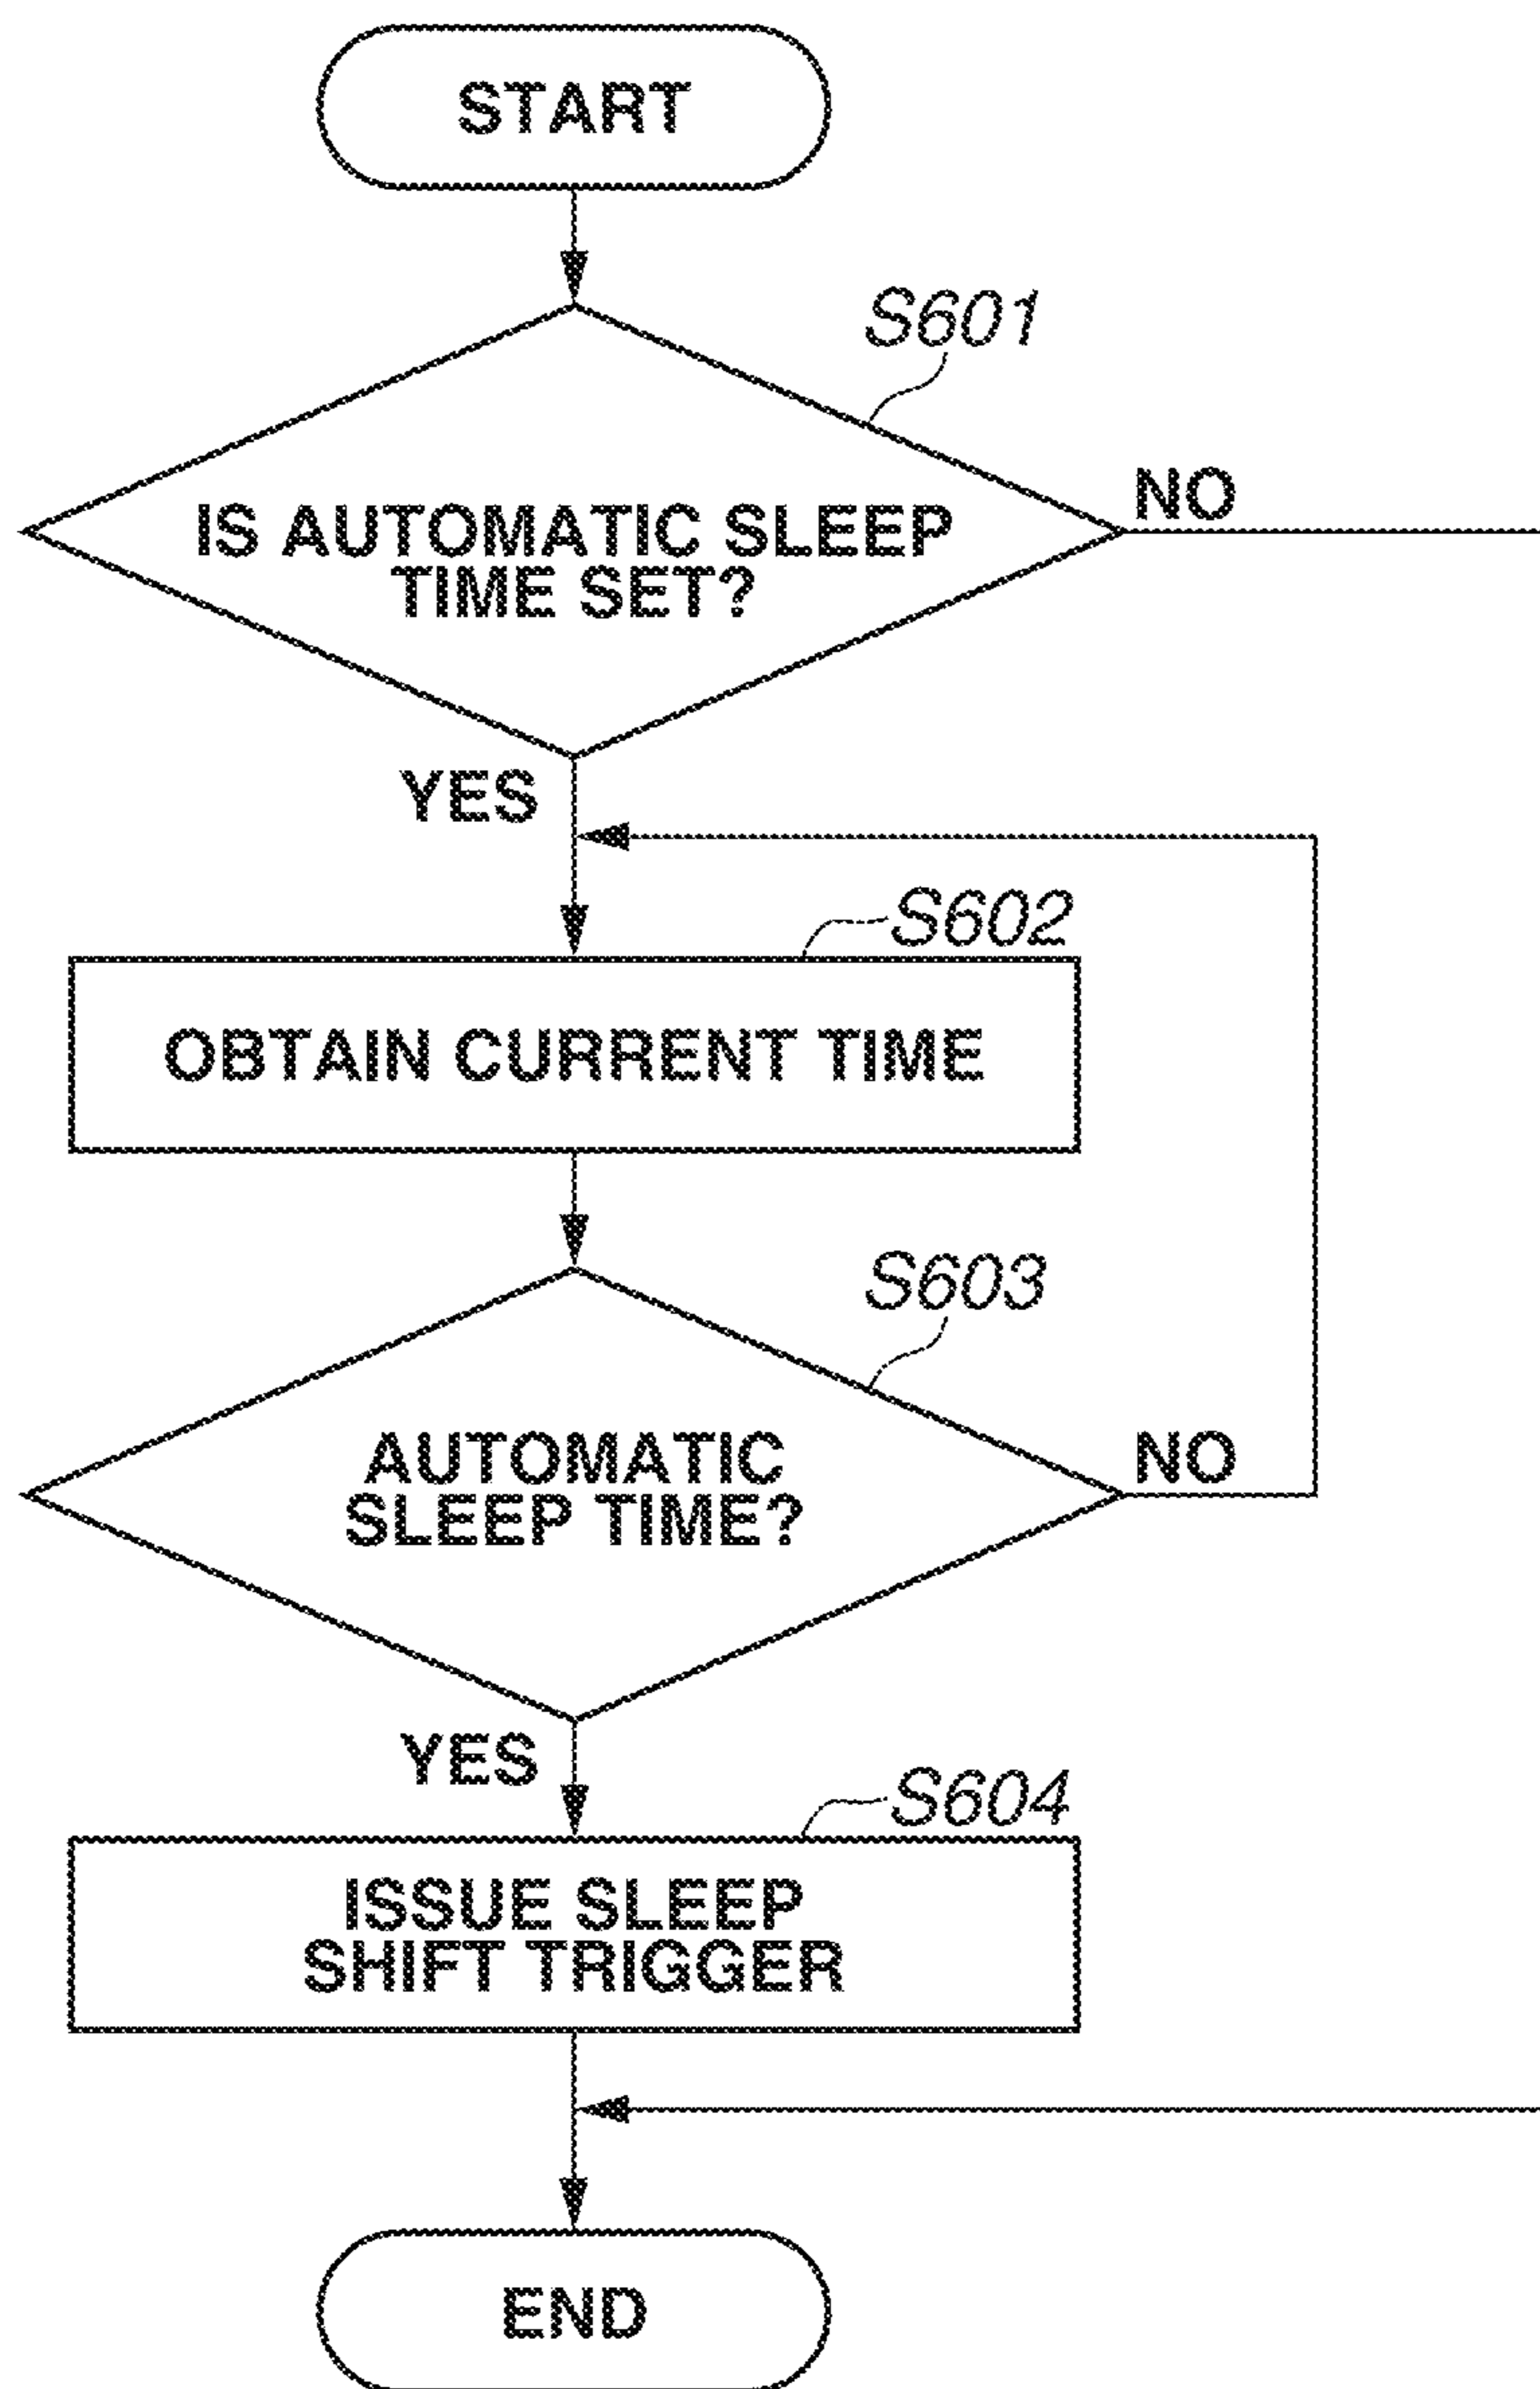 START
S601
IS AUTOMATIC SLEEP
TIME SET?
NO
YES
S602
OBTAIN CURRENT TIME
S603
AUTOMATIC
SLEEP TIME?
NO
YES
S604
ISSUE SLEEP
SHIFT TRIGGER
END